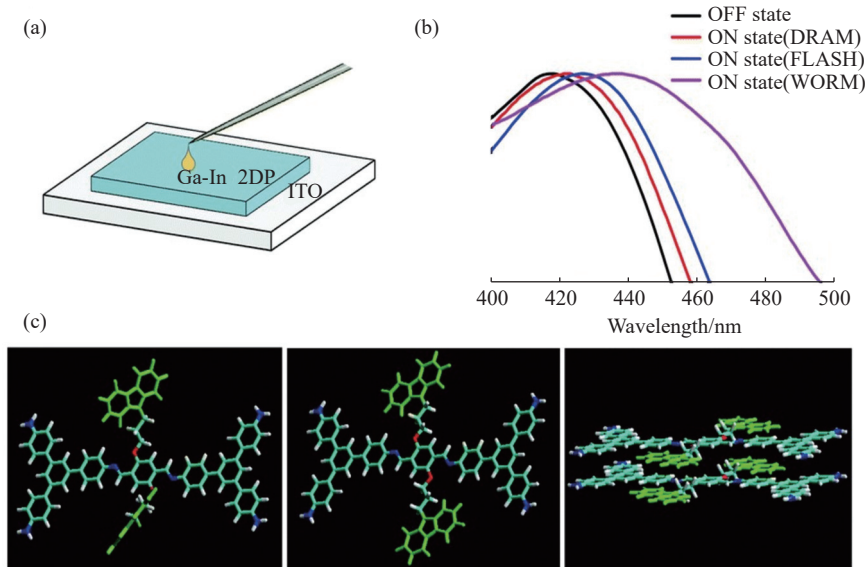 (a)
Ga-In 2DP
ITO
(b)
OFF state
ON state(DRAM)
ON state(FLASH)
ON state(WORM)
400 420 440 460 480 500
Wavelength/nm
(c)